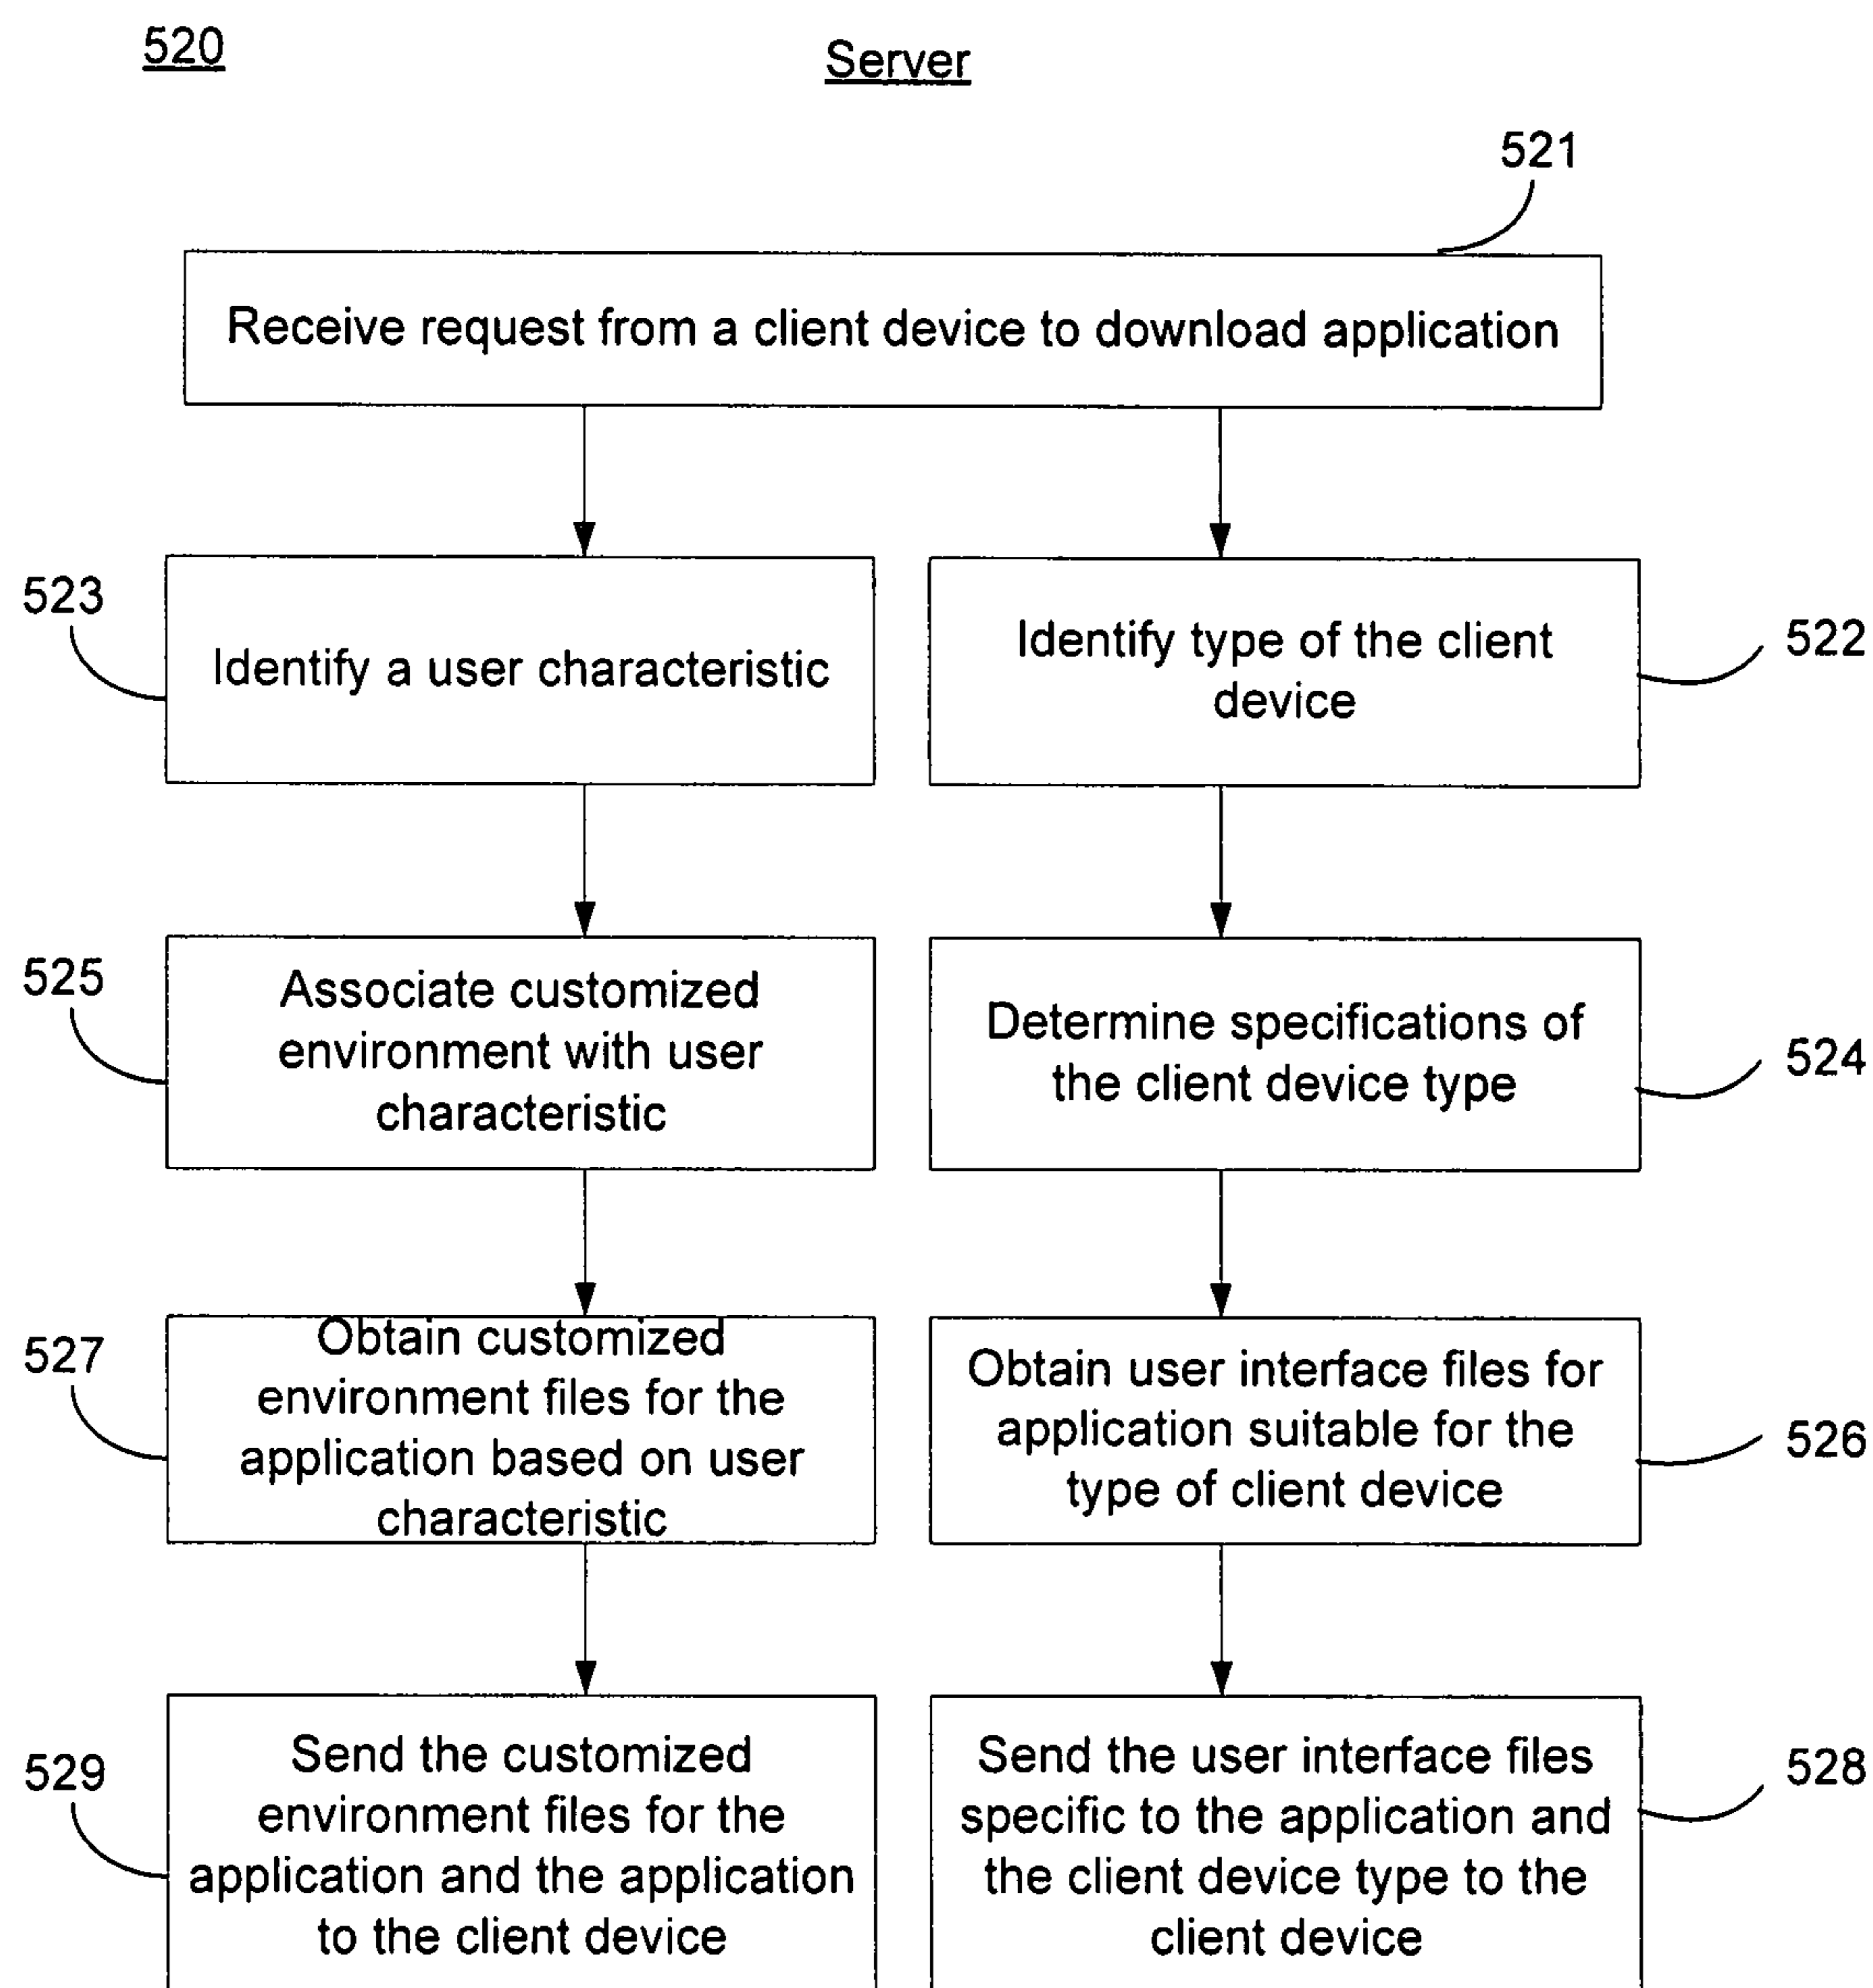 520
Server
521
Receive request from a client device to download application
523
Identify a user characteristic
Identify type of the client
device
522
525
Associate customized
environment with user
characteristic
Determine specifications of
the client device type
524
527
Obtain customized
environment files for the
application based on user
characteristic
Obtain user interface files for
application suitable for the
type of client device
526
529
Send the customized
environment files for the
application and the application
to the client device
Send the user interface files
specific to the application and
the client device type to the
client device
528